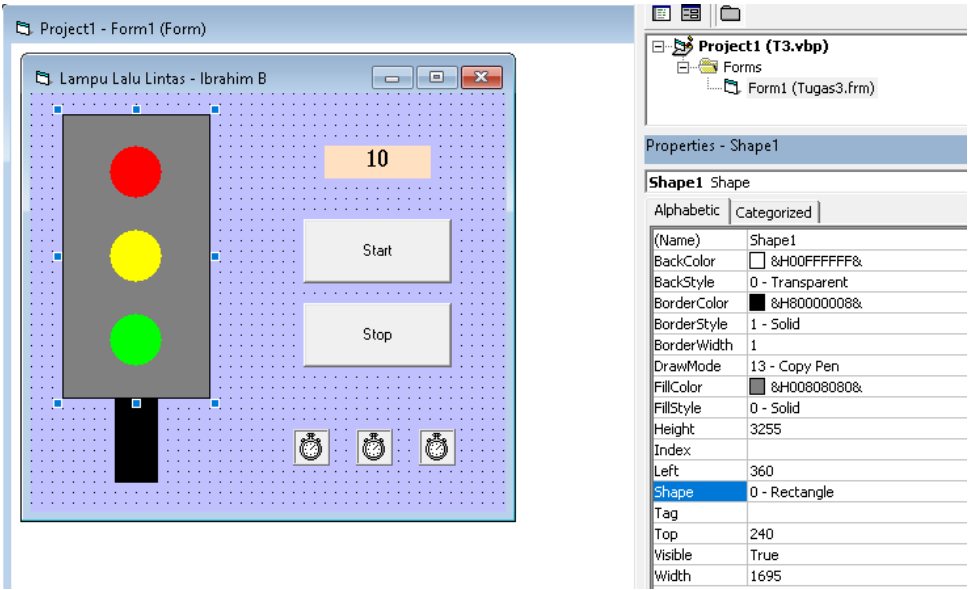 Project1 - Form1 (Form)
Lampu Lalu Lintas - Ibrahim B
10
Start
Stop
Project1 (T3.vbp)
Forms
Form1 (Tugas3.frm)
Properties - Shape1
Shape1 Shape
Alphabetic Categorized
(Name) Shape1
BackColor &H00FFFFFF&
BackStyle 0 - Transparent
BorderColor &H80000008&
BorderStyle 1 - Solid
BorderWidth 1
DrawMode 13 - Copy Pen
FillColor &H00808080&
FillStyle 0 - Solid
Height 3255
Index
Left 360
Shape 0 - Rectangle
Tag
Top 240
Visible True
Width 1695